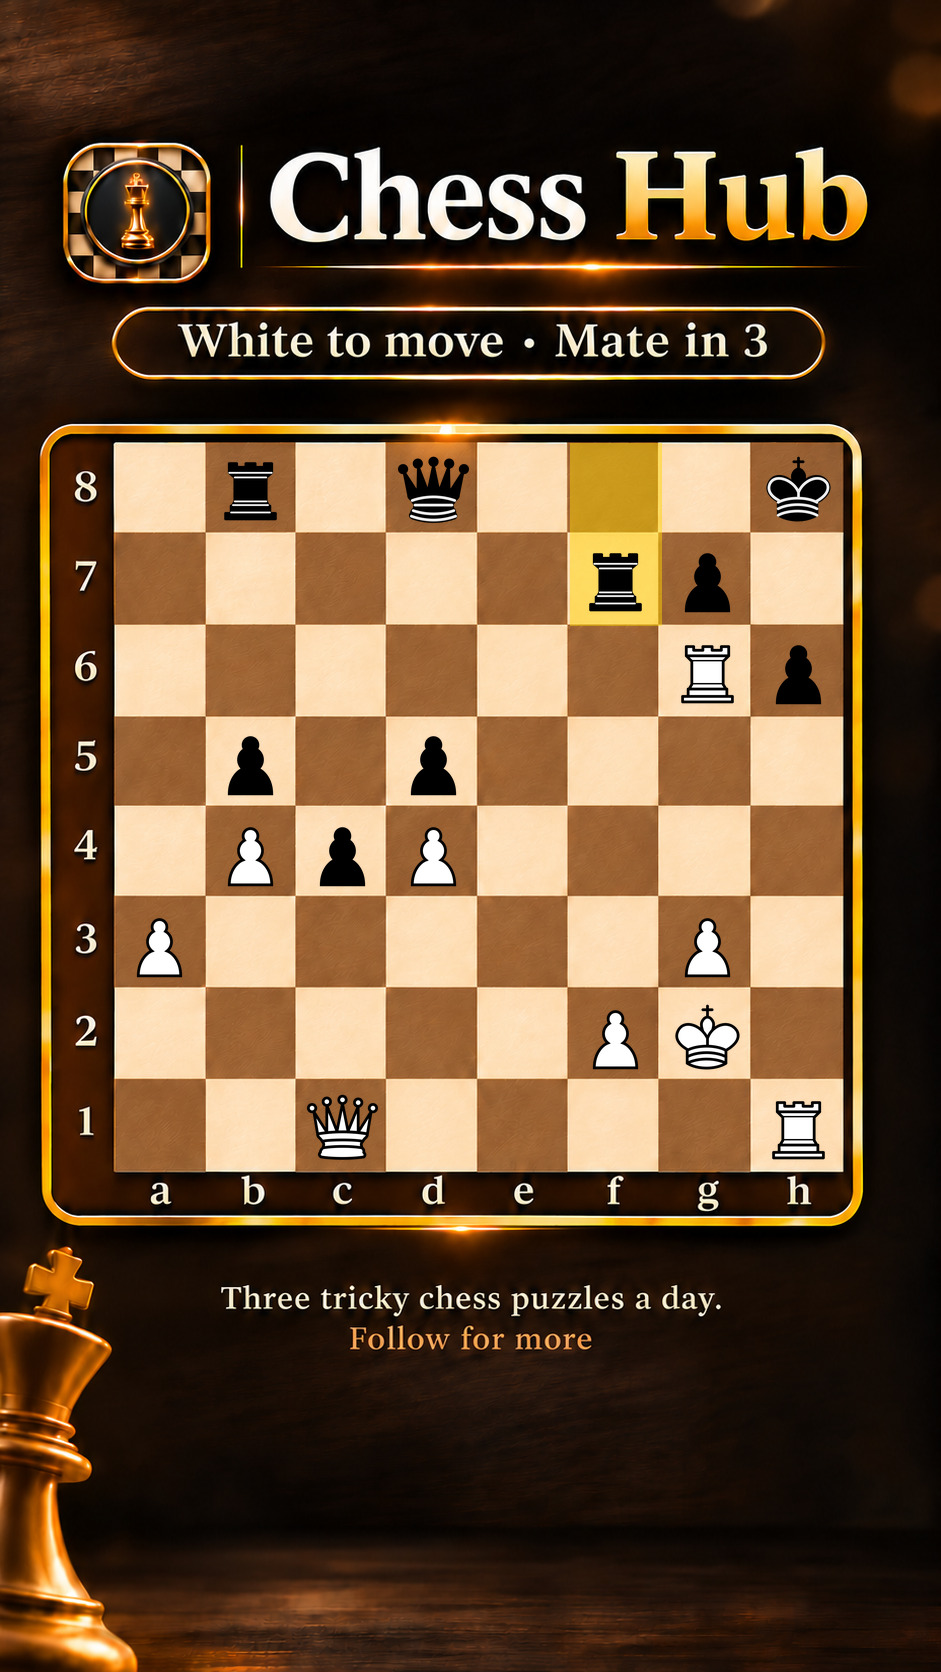 Chess Hub
White to move • Mate in 3
8
7
6
5
4
3
2
1
a b c d e f g h
Three tricky chess puzzles a day.
Follow for more